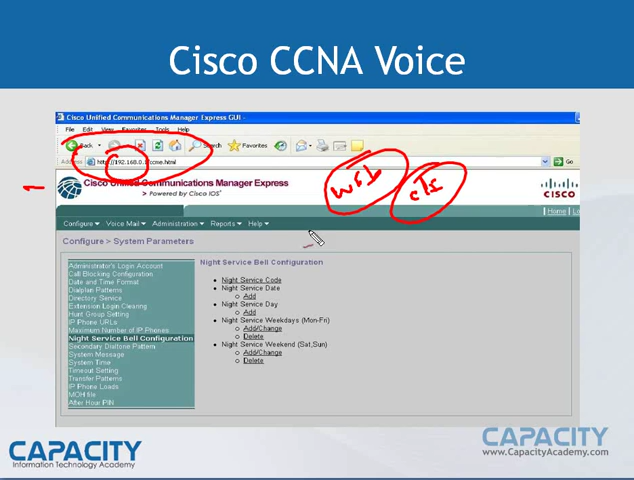 Cisco CCNA Voice
Cisco Unified Communications Manager Express GUI -
File Edit View Favorites Tools Help
Back Search Favorites
Address http://192.168.0.1/ccme.html Go
Cisco Unified Communications Manager Express
Powered by Cisco IOS
CISCO
Web
CLI
1
Home
Configure Voice Mail Administration Reports Help
Configure > System Parameters
Administrator's Login Account
Call Blocking Configuration
Date and Time Format
Dialplan Patterns
Directory Service
Extension Login Clearing
Hunt Group Setting
IP Phone URLs
Maximum Number of IP Phones
Night Service Bell Configuration
Secondary Dialtone Pattern
System Message
System Time
Timeout Setting
Transfer Patterns
IP Phone Loads
MOH file
After Hour PIN
Night Service Bell Configuration
Night Service Code
Night Service Date
Add
Night Service Day
Add
Night Service Weekdays (Mon-Fri)
Add/Change
Delete
Night Service Weekend (Sat,Sun)
Add/Change
Delete
CAPACITY
Information Technology Academy
CAPACITY
www.CapacityAcademy.com